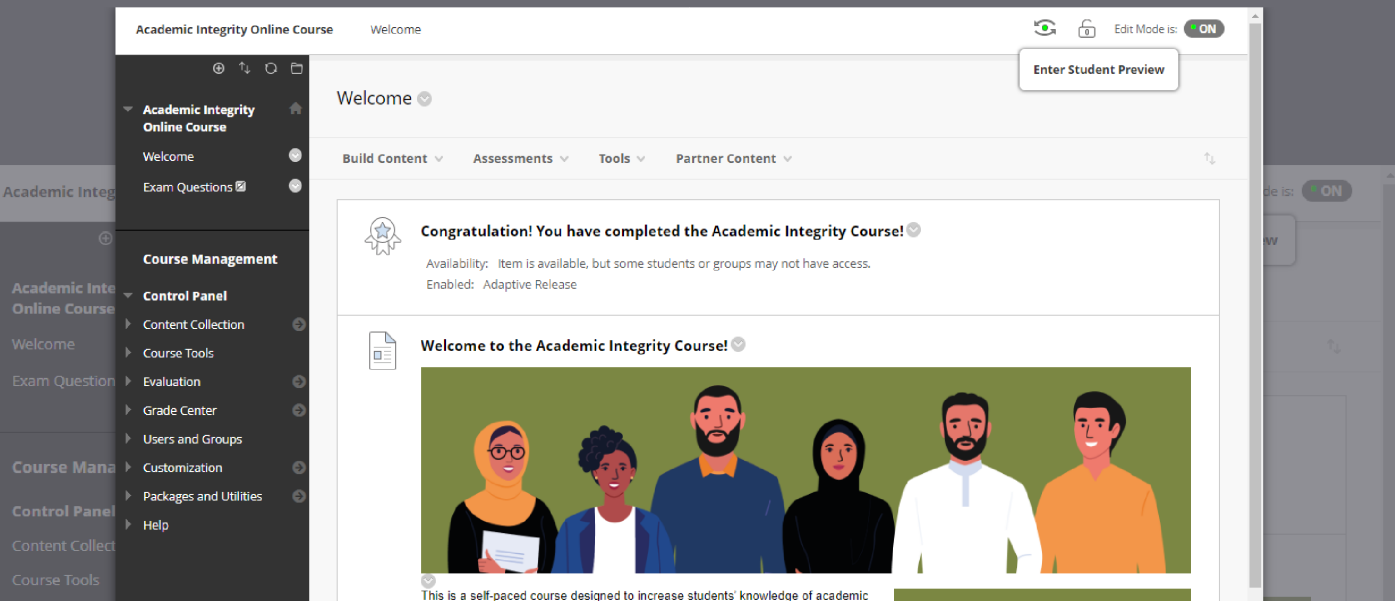 Academic Integrity Online Course
Welcome
Edit Mode is:
ON
Enter Student Preview
Academic Integrity
Online Course
Welcome
Exam Questions
Course Management
Control Panel
Content Collection
Course Tools
Evaluation
Grade Center
Users and Groups
Customization
Packages and Utilities
Help
Welcome
Build Content
Assessments
Tools
Partner Content
Congratulation! You have completed the Academic Integrity Course!
Availability: Item is available, but some students or groups may not have access.
Enabled: Adaptive Release
Welcome to the Academic Integrity Course!
This is a self-paced course designed to increase students' knowledge of academic
Academic Integ
Academic Inte
Online Course
Welcome
Exam Question
Course Mana
Control Panel
Content Collect
Course Tools
de is:
ON
ew